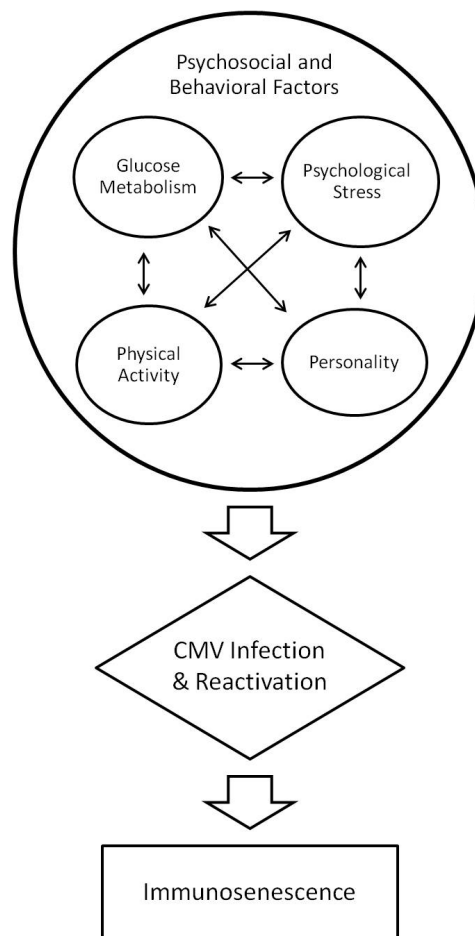 Psychosocial and
Behavioral Factors
Glucose
Metabolism
Psychological
Stress
Physical
Activity
Personality
CMV Infection
& Reactivation
Immunosenescence